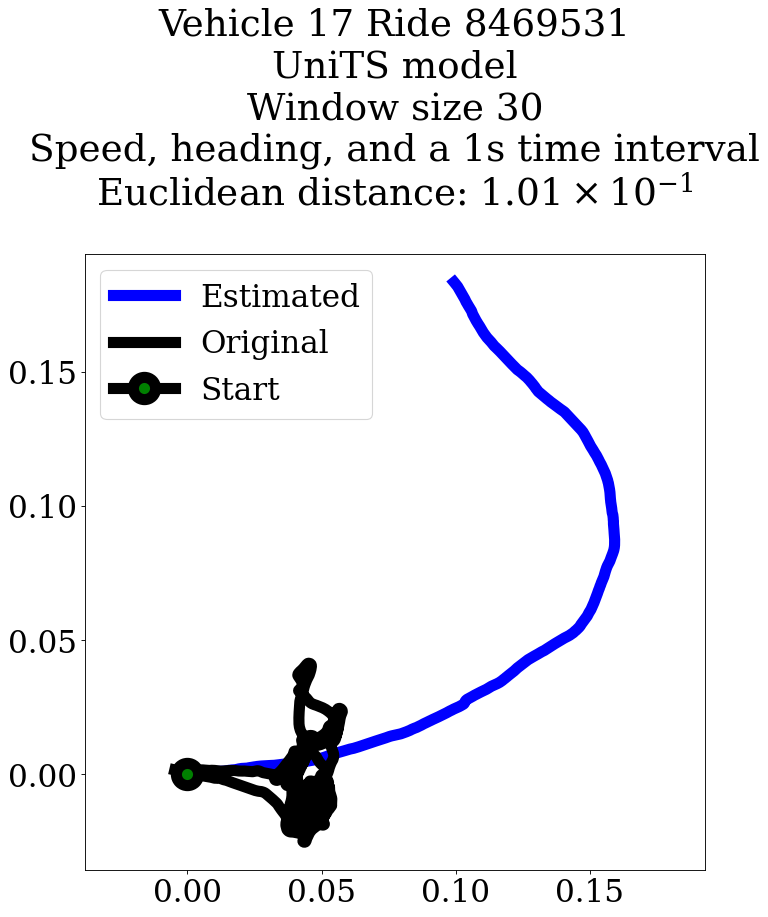 Vehicle 17 Ride 8469531
UniTS model
Window size 30
Speed, heading, and a 1s time interval
Euclidean distance: 1.01 × 10⁻¹
Estimated
Original
Start
0.15
0.10
0.05
0.00
0.00 0.05 0.10 0.15